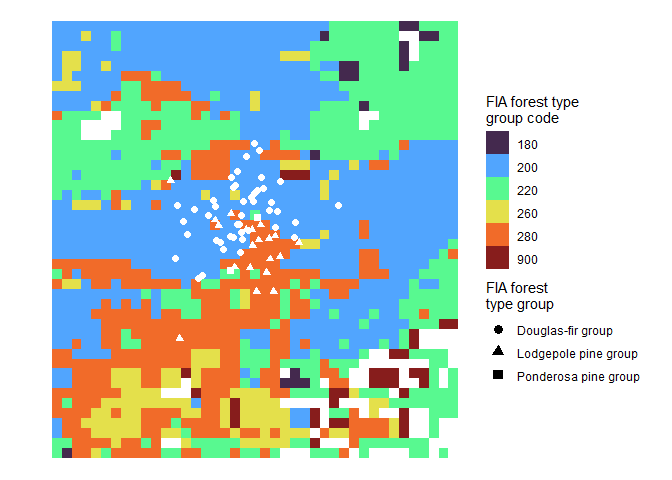 FIA forest type
group code
180
200
220
260
280
900
FIA forest
type group
Douglas-fir group
Lodgepole pine group
Ponderosa pine group